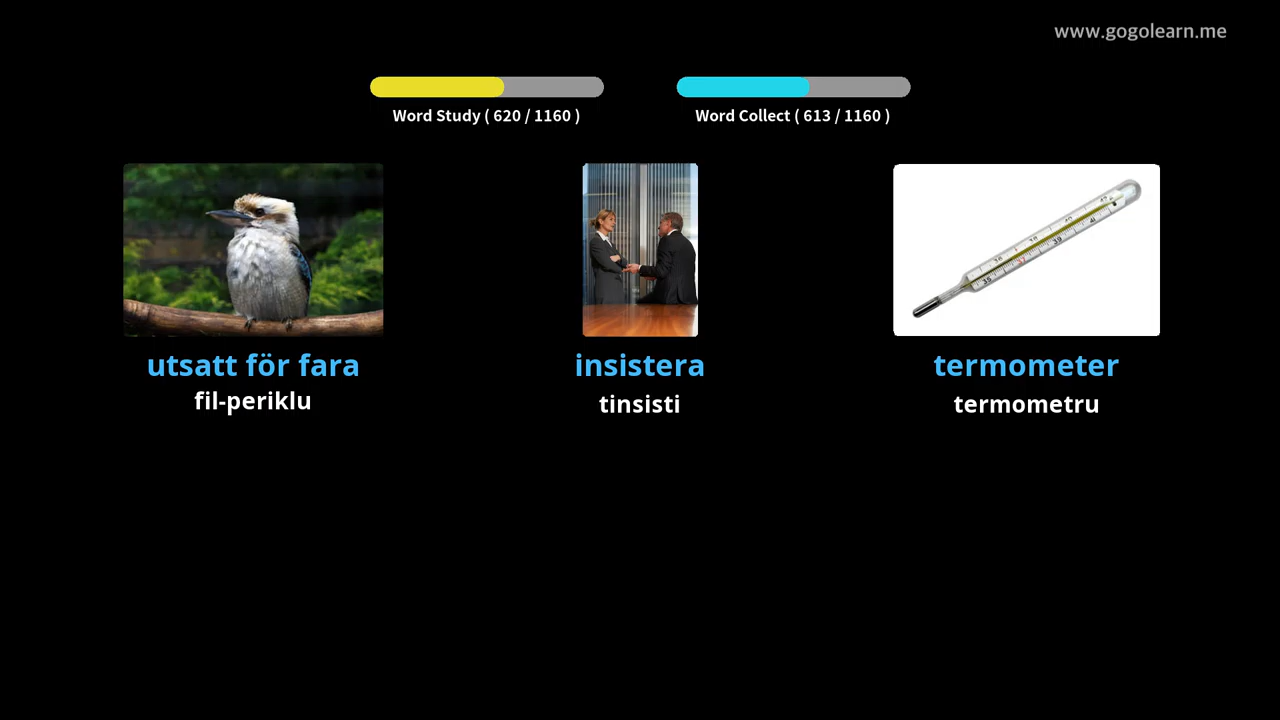 www.gogolearn.me
Word Study ( 620 / 1160 )
Word Collect ( 613 / 1160 )
utsatt för fara
fil-periklu
insistera
tinsisti
termometer
termometru